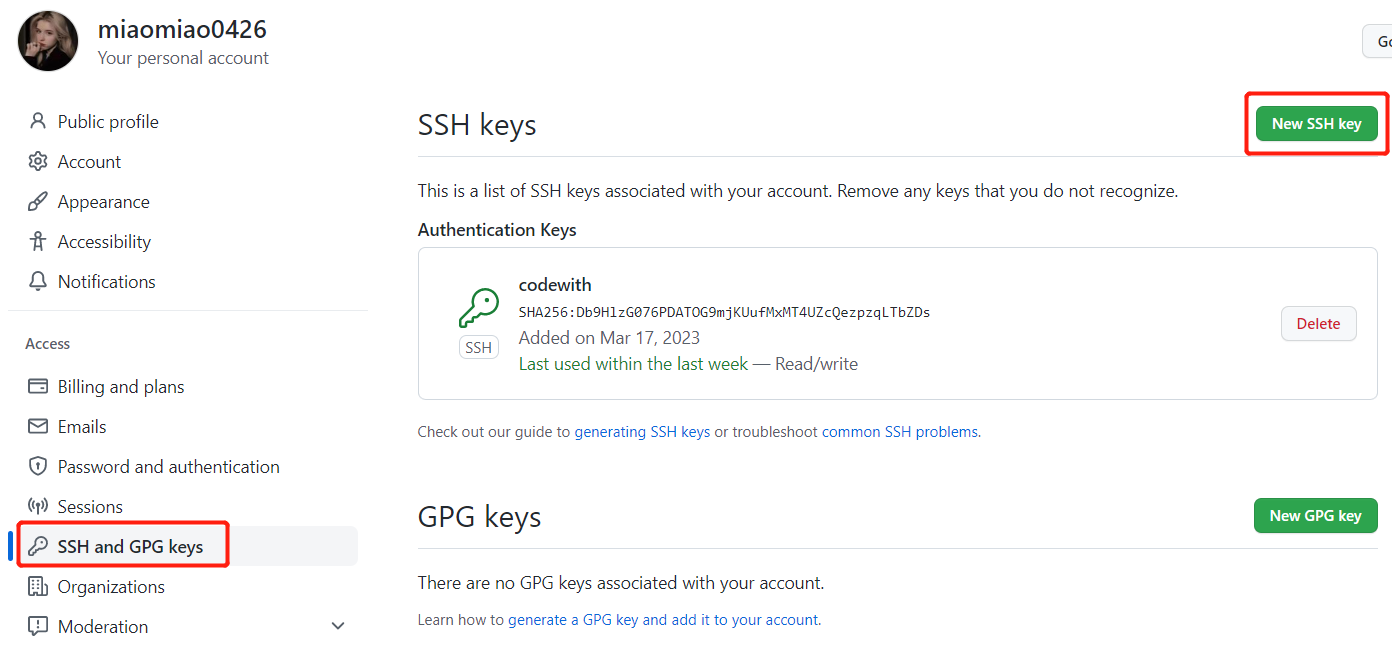 miaomiao0426
Your personal account
Go
Public profile
Account
Appearance
Accessibility
Notifications
Access
Billing and plans
Emails
Password and authentication
Sessions
SSH and GPG keys
Organizations
Moderation
SSH keys
New SSH key
This is a list of SSH keys associated with your account. Remove any keys that you do not recognize.
Authentication Keys
codewith
SHA256:Db9HlzG076PDATOG9mjKUufMxMT4UZcQezpzqLTbZDs
Added on Mar 17, 2023
Last used within the last week — Read/write
SSH
Delete
Check out our guide to generating SSH keys or troubleshoot common SSH problems.
GPG keys
New GPG key
There are no GPG keys associated with your account.
Learn how to generate a GPG key and add it to your account.